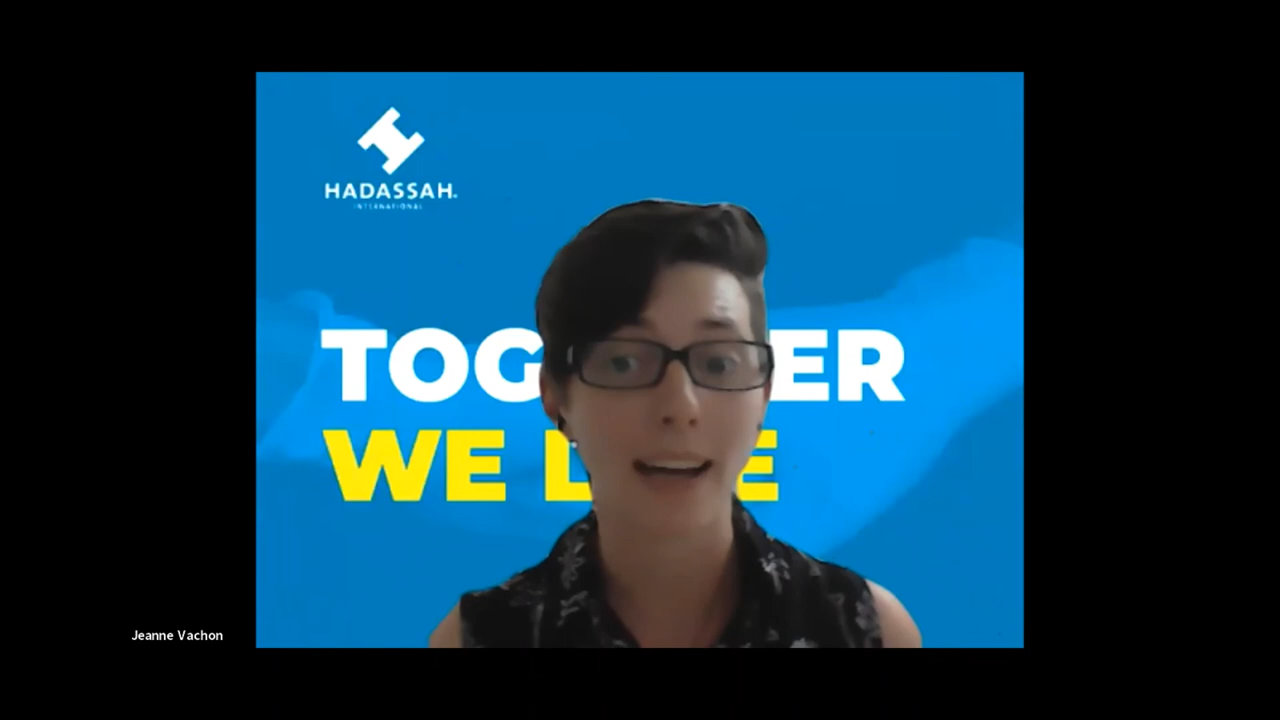 HADASSAH
INTERNATIONAL
TOG ER
WE L E
Jeanne Vachon